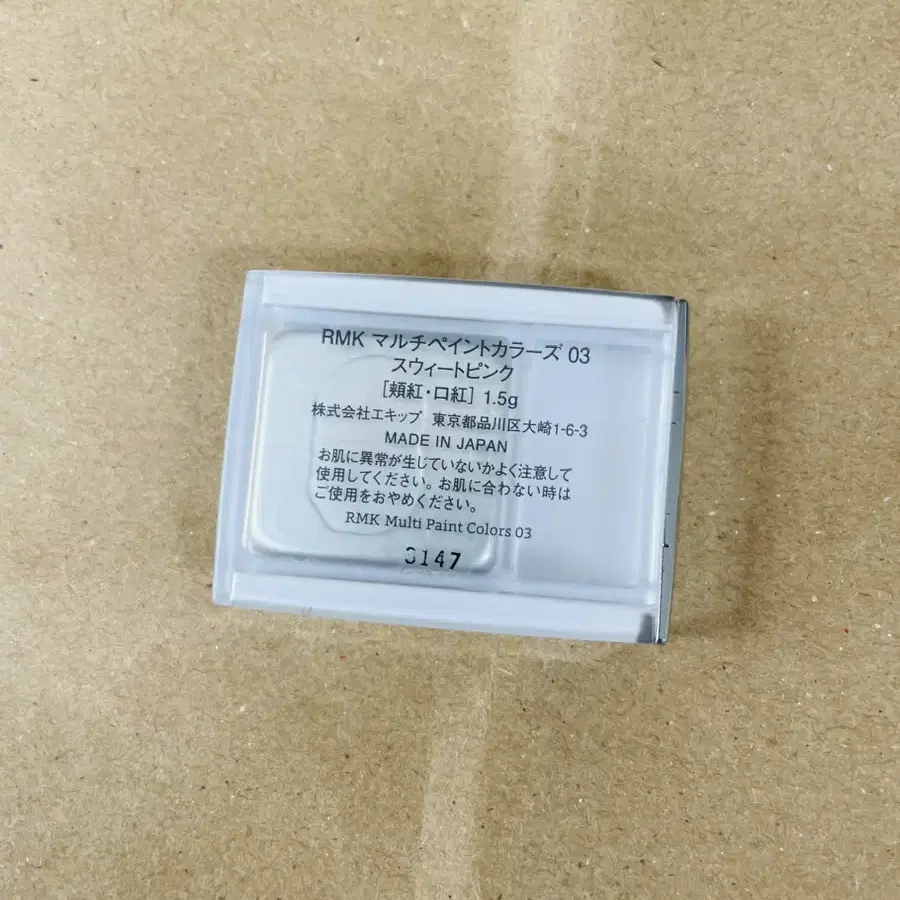 RMK マルチペイントカラーズ 03
スウィートピンク
［頬紅・口紅］ 1.5g
株式会社エキップ 東京都品川区大崎1-6-3
MADE IN JAPAN
お肌に異常が生じていないかよく注意して
使用してください。お肌に合わない時は
ご使用をおやめください。
RMK Multi Paint Colors 03
3147